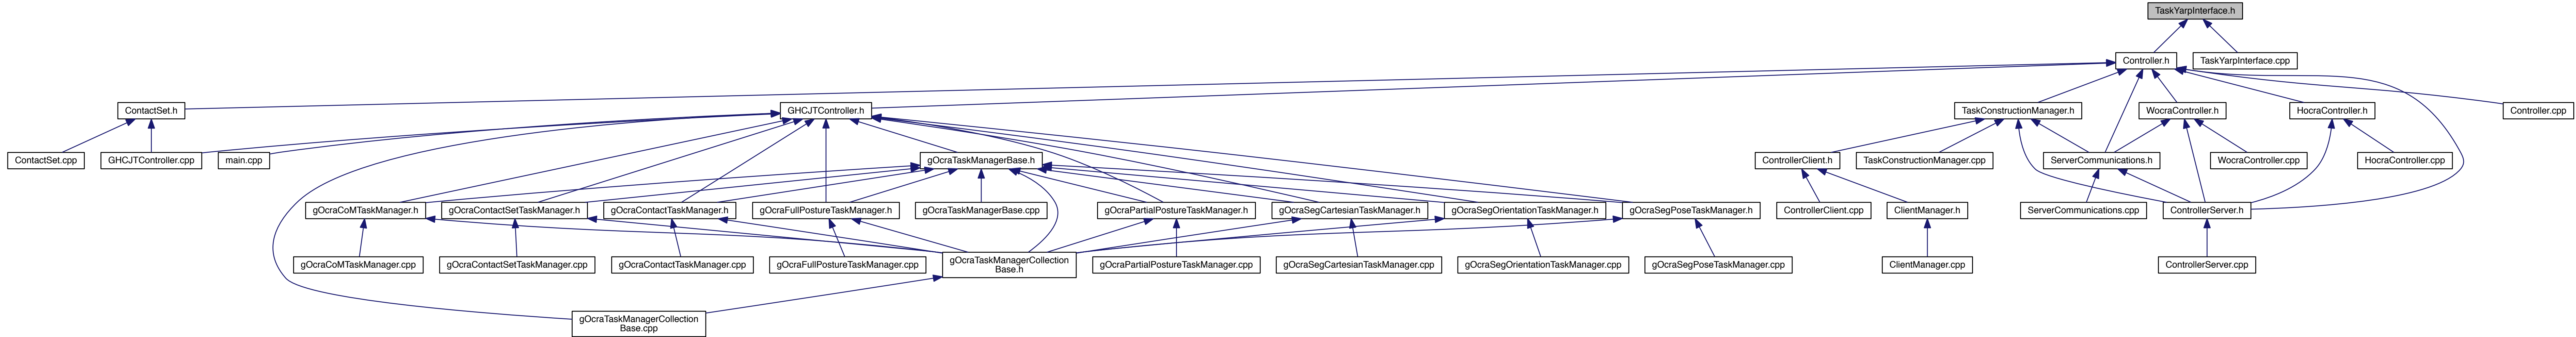 TaskYarpInterface.h
Controller.h
TaskYarpInterface.cpp
ContactSet.h
GHCJTController.h
TaskConstructionManager.h
WocraController.h
HocraController.h
Controller.cpp
ContactSet.cpp
GHCJTController.cpp
main.cpp
gOcraTaskManagerBase.h
ControllerClient.h
TaskConstructionManager.cpp
ServerCommunications.h
WocraController.cpp
HocraController.cpp
gOcraCoMTaskManager.h
gOcraContactSetTaskManager.h
gOcraContactTaskManager.h
gOcraFullPostureTaskManager.h
gOcraTaskManagerBase.cpp
gOcraPartialPostureTaskManager.h
gOcraSegCartesianTaskManager.h
gOcraSegOrientationTaskManager.h
gOcraSegPoseTaskManager.h
ControllerClient.cpp
ClientManager.h
ServerCommunications.cpp
ControllerServer.h
gOcraCoMTaskManager.cpp
gOcraContactSetTaskManager.cpp
gOcraContactTaskManager.cpp
gOcraFullPostureTaskManager.cpp
gOcraTaskManagerCollection
Base.h
gOcraPartialPostureTaskManager.cpp
gOcraSegCartesianTaskManager.cpp
gOcraSegOrientationTaskManager.cpp
gOcraSegPoseTaskManager.cpp
ClientManager.cpp
ControllerServer.cpp
gOcraTaskManagerCollection
Base.cpp